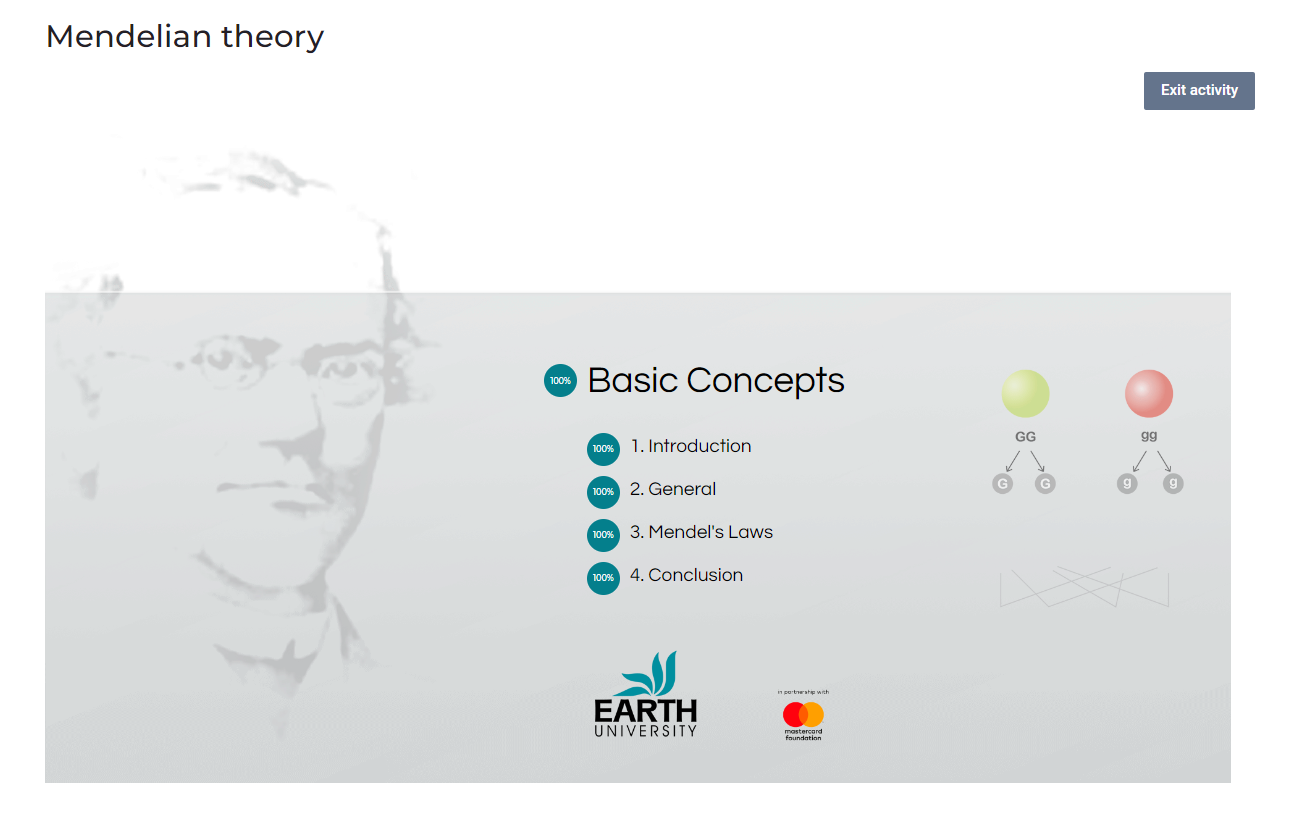 Mendelian theory
Exit activity
100% Basic Concepts
100% 1. Introduction
100% 2. General
100% 3. Mendel's Laws
100% 4. Conclusion
GG gg
G G g g
EARTH
UNIVERSITY
in partnership with
mastercard
foundation